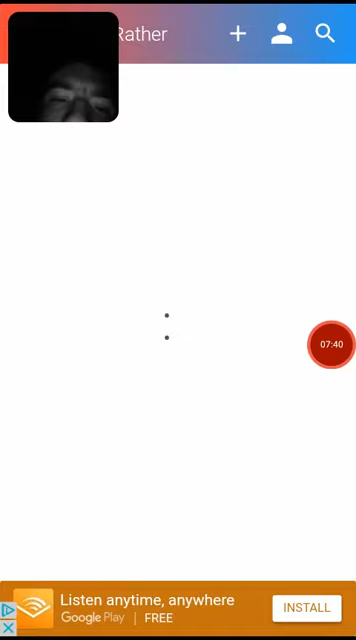 Rather
:
07:40
Listen anytime, anywhere
Google Play | FREE
INSTALL